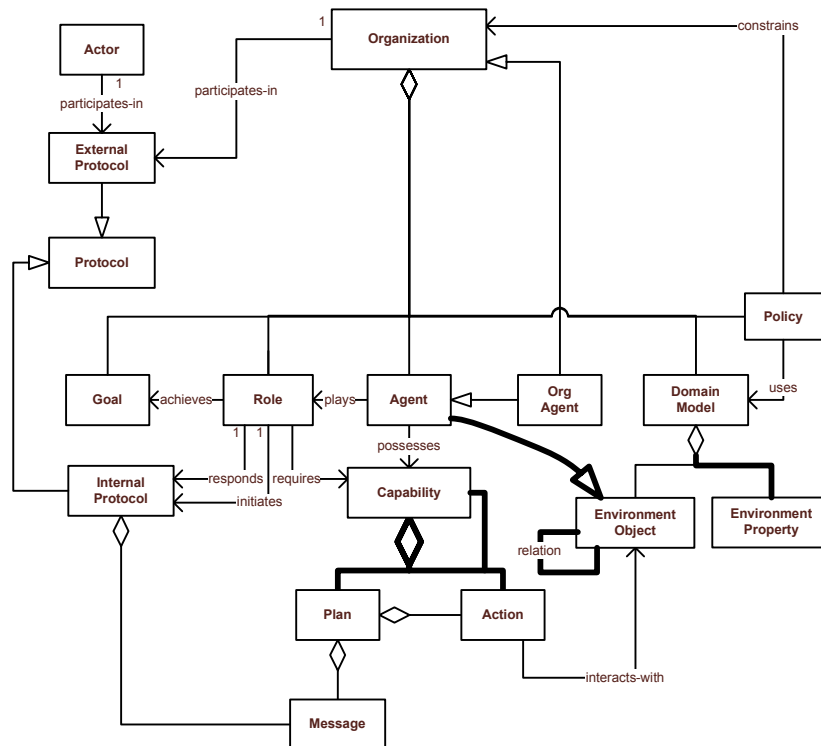 1
Organization
constrains
Actor
1
participates-in
participates-in
External
Protocol
Protocol
Policy
Goal
achieves
Role
plays
Agent
Org
Agent
Domain
Model
uses
1
1
possesses
Internal
Protocol
responds
requires
initiates
Capability
Environment
Object
Environment
Property
relation
Plan
Action
interacts-with
Message